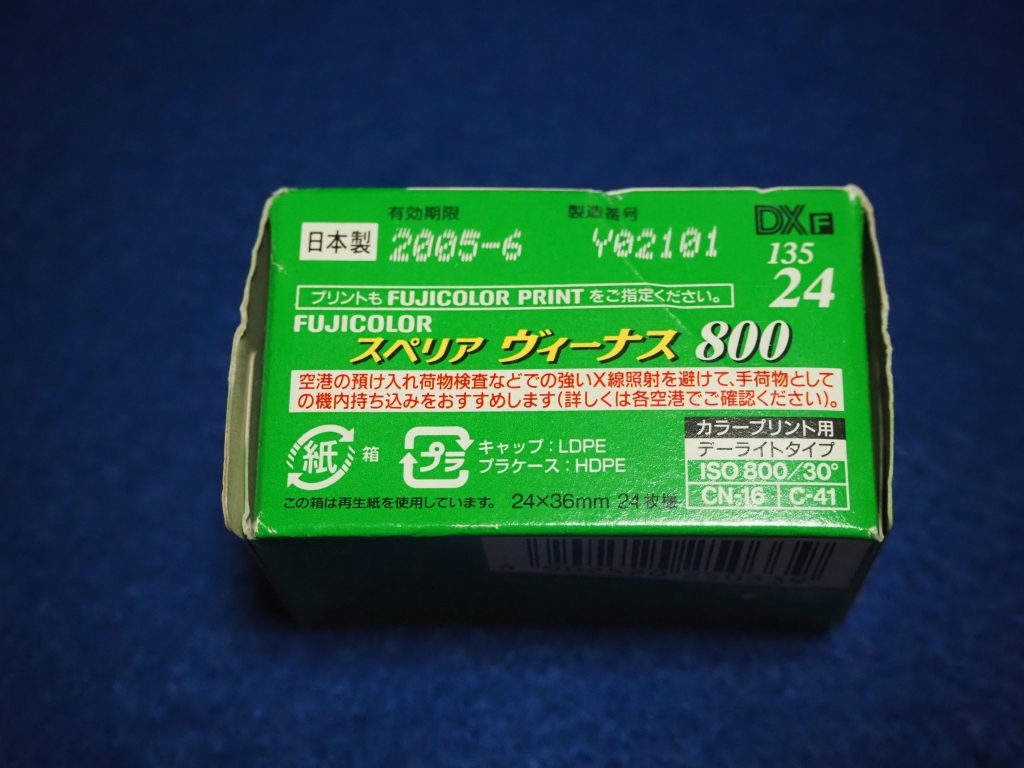 有効期限 製造番号
日本製 2005-6 Y02101
DX F
135
24
プリントも FUJICOLOR PRINT をご指定ください。
FUJICOLOR
スペリア ヴィーナス 800
空港の預け入れ荷物検査などでの強いX線照射を避けて、手荷物として
の機内持ち込みをおすすめします(詳しくは各空港でご確認ください)。
紙 箱
プラ キャップ:LDPE
プラケース:HDPE
カラープリント用
デーライトタイプ
ISO 800/30°
CN-16 C-41
この箱は再生紙を使用しています。 24×36mm 24枚撮